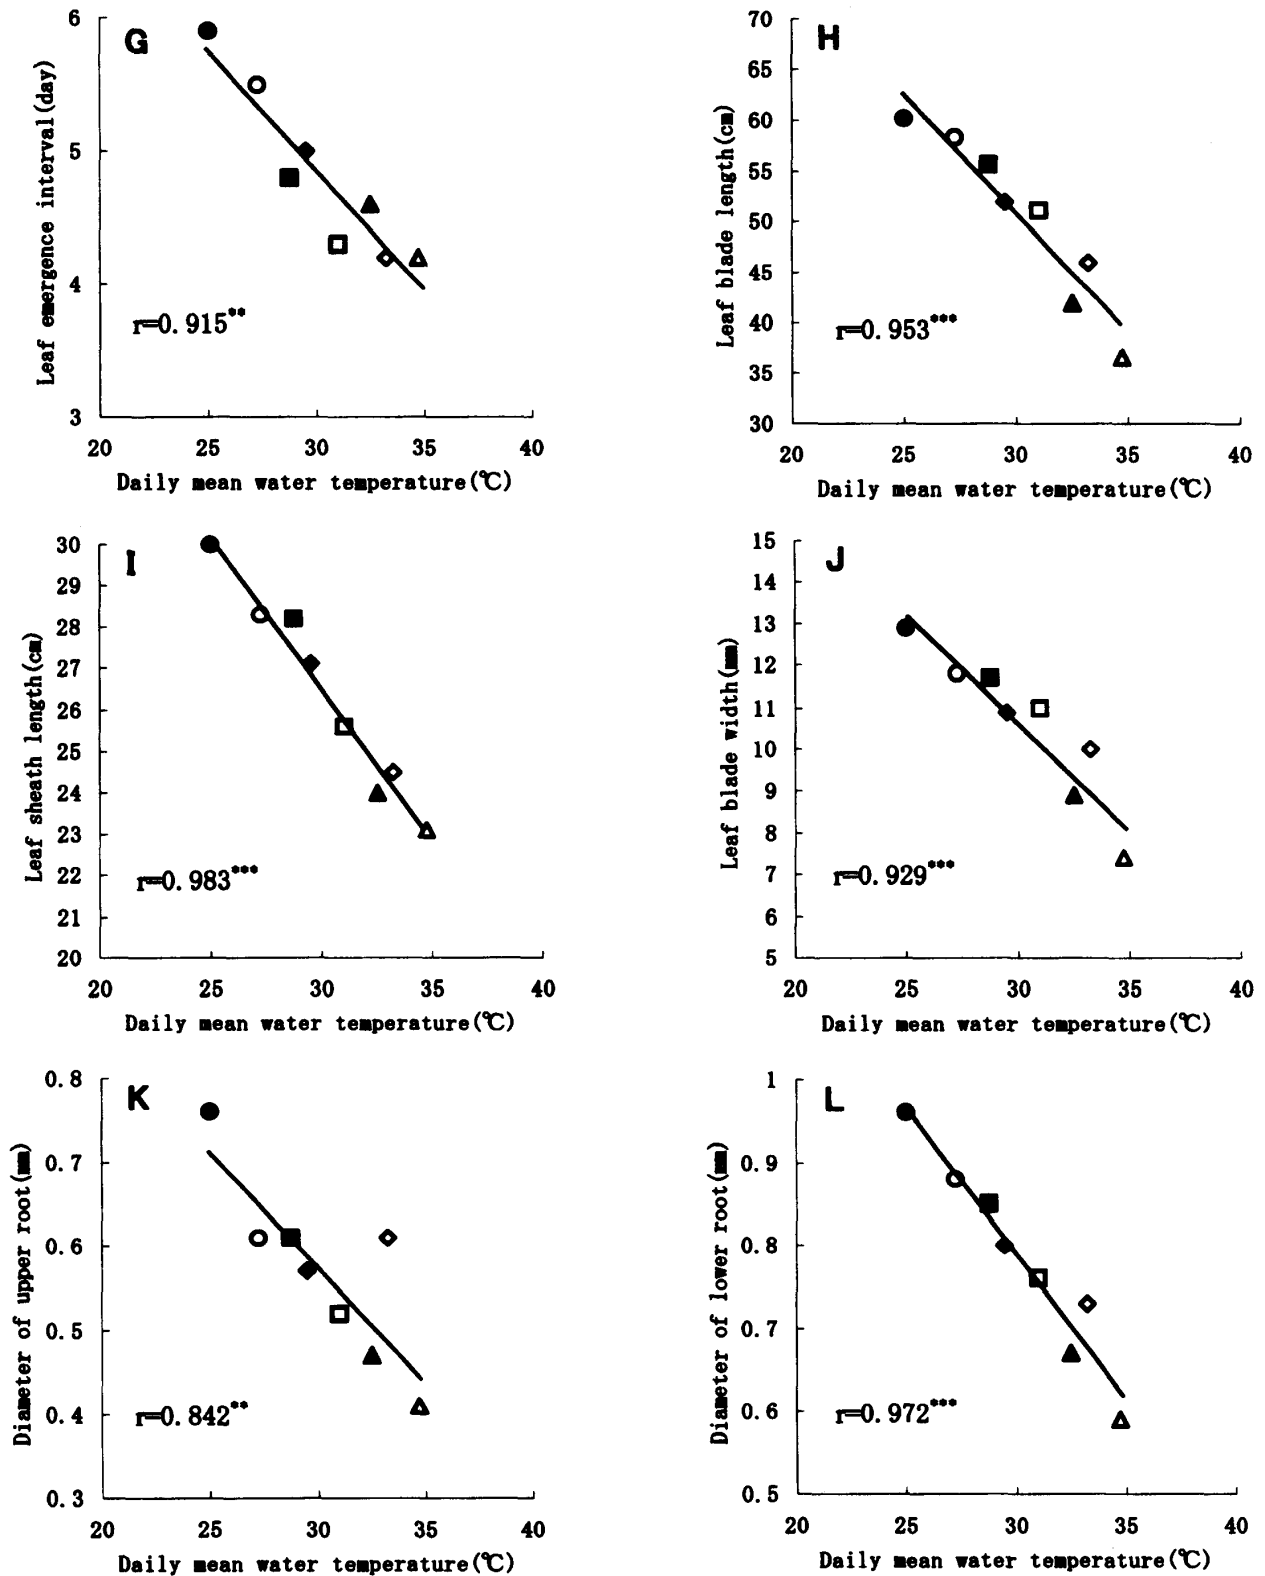 G
6
5
4
3
Leaf emergence interval(day)
r=0.915**
20 25 30 35 40
Daily mean water temperature(℃)
H
70
65
60
55
50
45
40
35
30
Leaf blade length(cm)
r=0.953***
20 25 30 35 40
Daily mean water temperature(℃)
I
30
29
28
27
26
25
24
23
22
21
20
Leaf sheath length(cm)
r=0.983***
20 25 30 35 40
Daily mean water temperature(℃)
J
15
14
13
12
11
10
9
8
7
6
5
Leaf blade width(mm)
r=0.929***
20 25 30 35 40
Daily mean water temperature(℃)
K
0.8
0.7
0.6
0.5
0.4
0.3
Diameter of upper root(mm)
r=0.842**
20 25 30 35 40
Daily mean water temperature(℃)
L
1
0.9
0.8
0.7
0.6
0.5
Diameter of lower root(mm)
r=0.972***
20 25 30 35 40
Daily mean water temperature(℃)